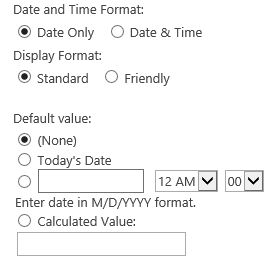 Date and Time Format:
Date Only Date & Time
Display Format:
Standard Friendly
Default value:
(None)
Today's Date
12 AM 00
Enter date in M/D/YYYY format.
Calculated Value: